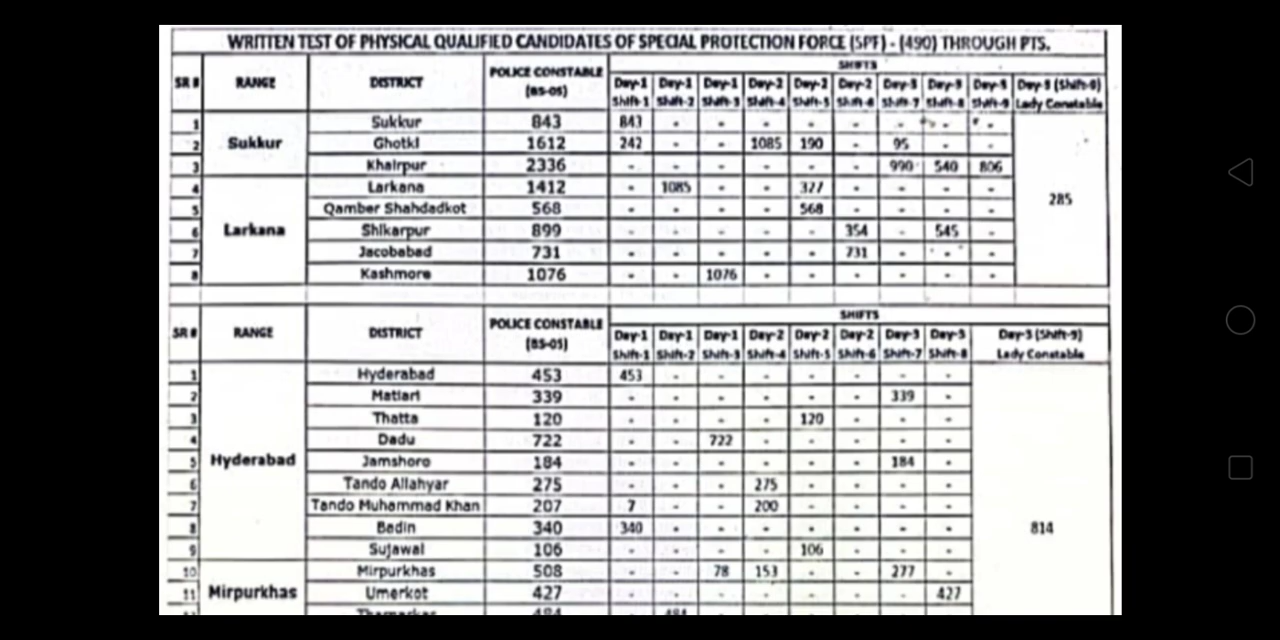 WRITTEN TEST OF PHYSICAL QUALIFIED CANDIDATES OF SPECIAL PROTECTION FORCE (SPF) - (490) THROUGH PTS.
SR # RANGE DISTRICT POLICE CONSTABLE (BS-05) SHIFTS
Day-1 Shift-1 Day-1 Shift-2 Day-1 Shift-3 Day-2 Shift-4 Day-2 Shift-5 Day-2 Shift-6 Day-3 Shift-7 Day-3 Shift-8 Day-3 Shift-9 Day-3 (Shift-9) Lady Constable
1 Sukkur Sukkur 843 843 - - - - - - - -
2 Ghotki 1612 242 - - 1085 190 - 95 - -
3 Khairpur 2336 - - - - - - 990 540 806
4 Larkana Larkana 1412 - 1085 - - 327 - - - - 285
5 Qamber Shahdadkot 568 - - - - 568 - - - -
6 Shikarpur 899 - - - - - 354 - 545 -
7 Jacobabad 731 - - - - - 731 - - -
8 Kashmore 1076 - - 1076 - - - - - -
SR # RANGE DISTRICT POLICE CONSTABLE (BS-05) SHIFTS
Day-1 Shift-1 Day-1 Shift-2 Day-1 Shift-3 Day-2 Shift-4 Day-2 Shift-5 Day-2 Shift-6 Day-3 Shift-7 Day-3 Shift-8 Day-3 (Shift-9) Lady Constable
1 Hyderabad Hyderabad 453 453 - - - - - - -
2 Matiari 339 - - - - - - 339 -
3 Thatta 120 - - - - 120 - - -
4 Dadu 722 - - 722 - - - - -
5 Jamshoro 184 - - - - - - 184 -
6 Tando Allahyar 275 - - - 275 - - - -
7 Tando Muhammad Khan 207 7 - - 200 - - - -
8 Badin 340 340 - - - - - - - 814
9 Sujawal 106 - - - - 106 - - -
10 Mirpurkhas Mirpurkhas 508 - - 78 153 - - 277 -
11 Umerkot 427 - - - - - - - 427
484 - 484 - - - - - -